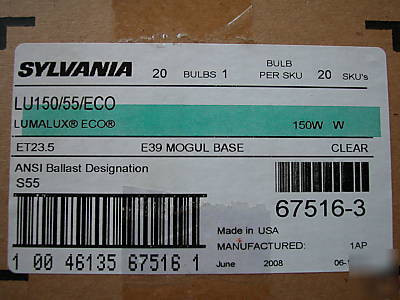 SYLVANIA 20 BULBS 1 BULB PER SKU 20 SKU's
LU150/55/ECO
LUMALUX® ECO® 150W W
ET23.5 E39 MOGUL BASE CLEAR
ANSI Ballast Designation
S55
67516-3
Made in USA
MANUFACTURED: 1AP
June 2008 06-1
1 00 46135 67516 1